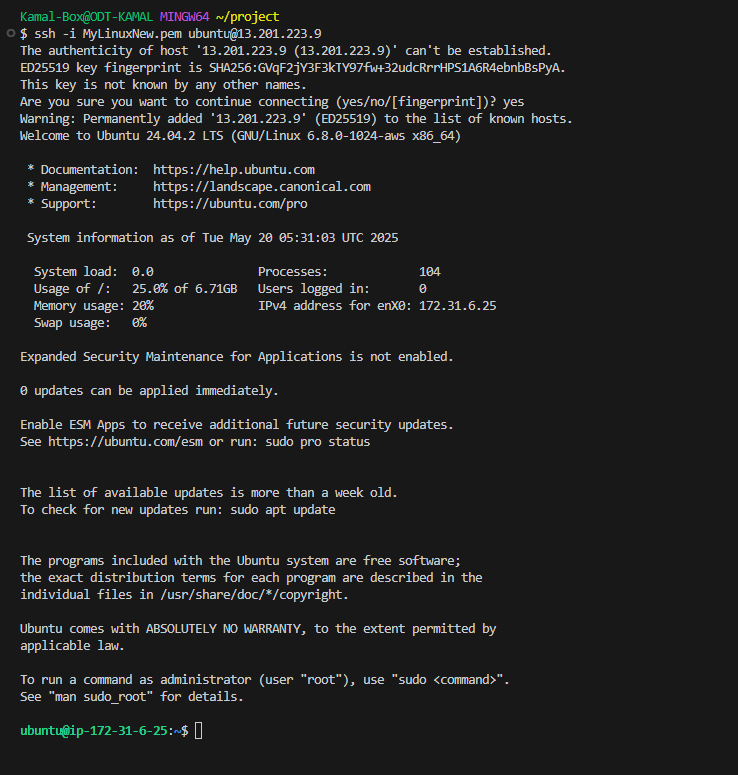 Kamal-Box@ODT-KAMAL MINGW64 ~/project
$ ssh -i MyLinuxNew.pem ubuntu@13.201.223.9
The authenticity of host '13.201.223.9 (13.201.223.9)' can't be established.
ED25519 key fingerprint is SHA256:GVqF2jY3F3kTY97fw+32udcRrrHPS1A6R4ebnbBsPyA.
This key is not known by any other names.
Are you sure you want to continue connecting (yes/no/[fingerprint])? yes
Warning: Permanently added '13.201.223.9' (ED25519) to the list of known hosts.
Welcome to Ubuntu 24.04.2 LTS (GNU/Linux 6.8.0-1024-aws x86_64)

 * Documentation:  https://help.ubuntu.com
 * Management:     https://landscape.canonical.com
 * Support:        https://ubuntu.com/pro

 System information as of Tue May 20 05:31:03 UTC 2025

  System load:  0.0               Processes:             104
  Usage of /:   25.0% of 6.71GB   Users logged in:       0
  Memory usage: 20%               IPv4 address for enX0: 172.31.6.25
  Swap usage:   0%

Expanded Security Maintenance for Applications is not enabled.

0 updates can be applied immediately.

Enable ESM Apps to receive additional future security updates.
See https://ubuntu.com/esm or run: sudo pro status

The list of available updates is more than a week old.
To check for new updates run: sudo apt update

The programs included with the Ubuntu system are free software;
the exact distribution terms for each program are described in the
individual files in /usr/share/doc/*/copyright.

Ubuntu comes with ABSOLUTELY NO WARRANTY, to the extent permitted by
applicable law.

To run a command as administrator (user "root"), use "sudo <command>".
See "man sudo_root" for details.

ubuntu@ip-172-31-6-25:~$